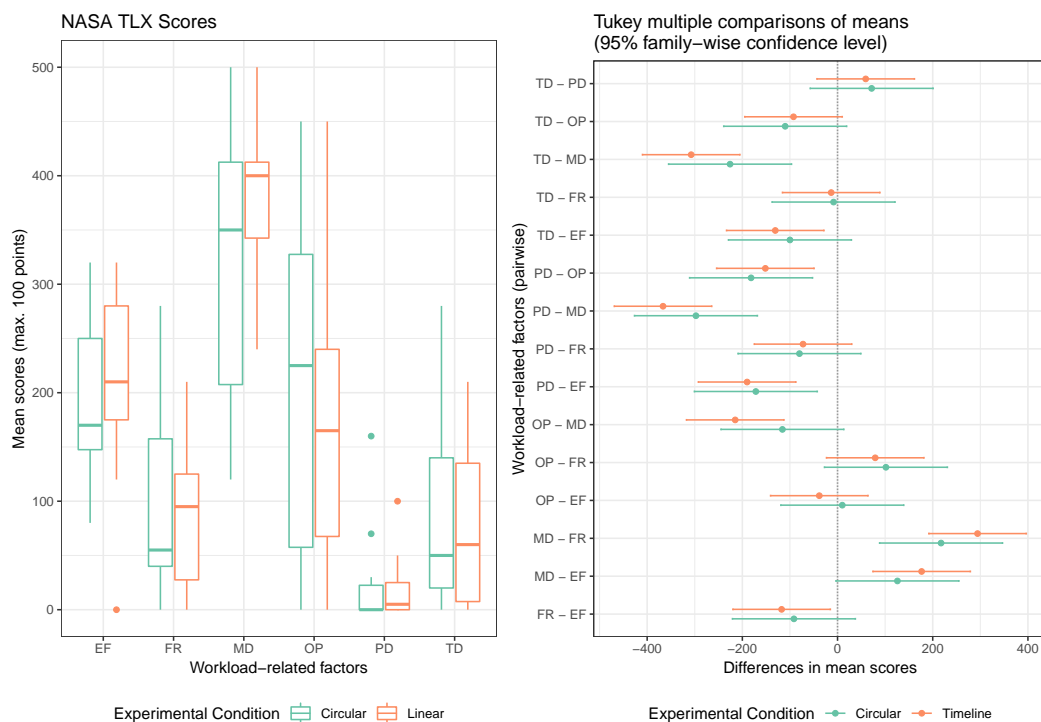 NASA TLX Scores
Mean scores (max. 100 points)
500
400
300
200
100
0
EF FR MD OP PD TD
Workload−related factors
Experimental Condition Circular Linear
Tukey multiple comparisons of means
(95% family−wise confidence level)
Workload−related factors (pairwise)
TD − PD
TD − OP
TD − MD
TD − FR
TD − EF
PD − OP
PD − MD
PD − FR
PD − EF
OP − MD
OP − FR
OP − EF
MD − FR
MD − EF
FR − EF
−400 −200 0 200 400
Differences in mean scores
Experimental Condition Circular Timeline